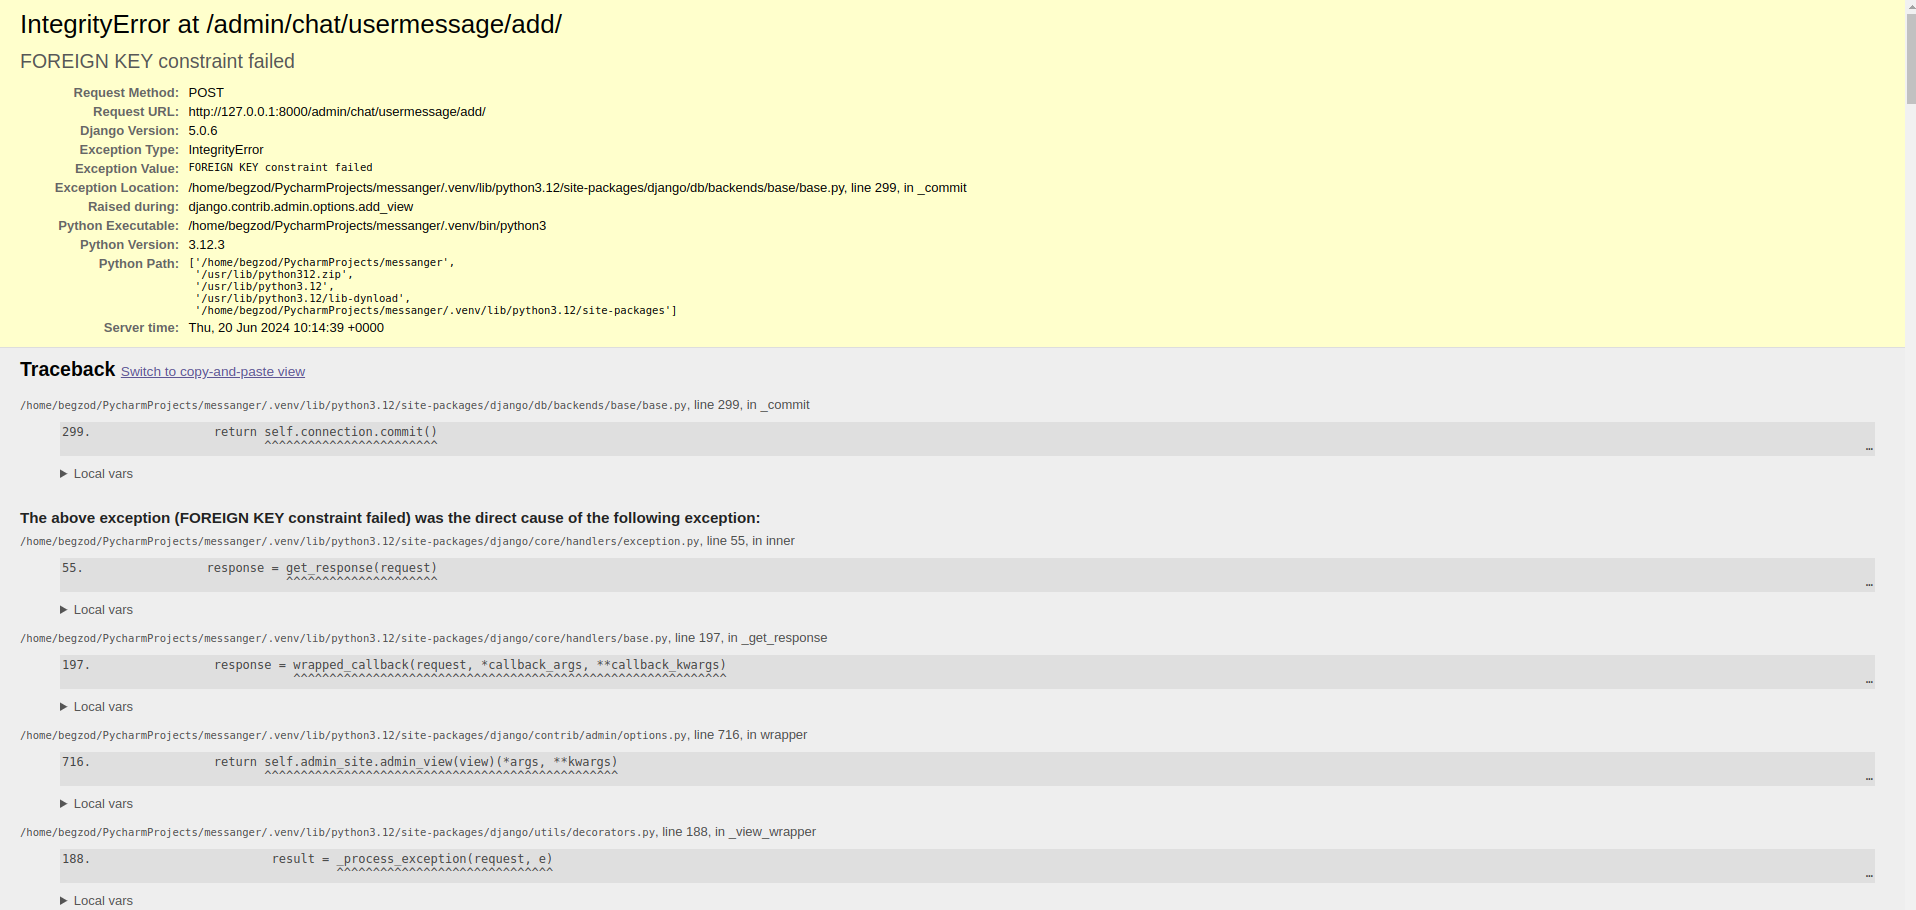 IntegrityError at /admin/chat/usermessage/add/
FOREIGN KEY constraint failed
Request Method: POST
Request URL: http://127.0.0.1:8000/admin/chat/usermessage/add/
Django Version: 5.0.6
Exception Type: IntegrityError
Exception Value: FOREIGN KEY constraint failed
Exception Location: /home/begzod/PycharmProjects/messanger/.venv/lib/python3.12/site-packages/django/db/backends/base/base.py, line 299, in _commit
Raised during: django.contrib.admin.options.add_view
Python Executable: /home/begzod/PycharmProjects/messanger/.venv/bin/python3
Python Version: 3.12.3
Python Path: ['/home/begzod/PycharmProjects/messanger',
'/usr/lib/python312.zip',
'/usr/lib/python3.12',
'/usr/lib/python3.12/lib-dynload',
'/home/begzod/PycharmProjects/messanger/.venv/lib/python3.12/site-packages']
Server time: Thu, 20 Jun 2024 10:14:39 +0000
Traceback Switch to copy-and-paste view
/home/begzod/PycharmProjects/messanger/.venv/lib/python3.12/site-packages/django/db/backends/base/base.py, line 299, in _commit
299. return self.connection.commit()
^^^^^^^^^^^^^^^^^^^^^^^^ …
▶ Local vars
The above exception (FOREIGN KEY constraint failed) was the direct cause of the following exception:
/home/begzod/PycharmProjects/messanger/.venv/lib/python3.12/site-packages/django/core/handlers/exception.py, line 55, in inner
55. response = get_response(request)
^^^^^^^^^^^^^^^^^^^^^ …
▶ Local vars
/home/begzod/PycharmProjects/messanger/.venv/lib/python3.12/site-packages/django/core/handlers/base.py, line 197, in _get_response
197. response = wrapped_callback(request, *callback_args, **callback_kwargs)
^^^^^^^^^^^^^^^^^^^^^^^^^^^^^^^^^^^^^^^^^^^^^^^^^^^^^^^^^^^^ …
▶ Local vars
/home/begzod/PycharmProjects/messanger/.venv/lib/python3.12/site-packages/django/contrib/admin/options.py, line 716, in wrapper
716. return self.admin_site.admin_view(view)(*args, **kwargs)
^^^^^^^^^^^^^^^^^^^^^^^^^^^^^^^^^^^^^^^^^^^^^^^^^ …
▶ Local vars
/home/begzod/PycharmProjects/messanger/.venv/lib/python3.12/site-packages/django/utils/decorators.py, line 188, in _view_wrapper
188. result = _process_exception(request, e)
^^^^^^^^^^^^^^^^^^^^^^^^^^^^^^ …
▶ Local vars